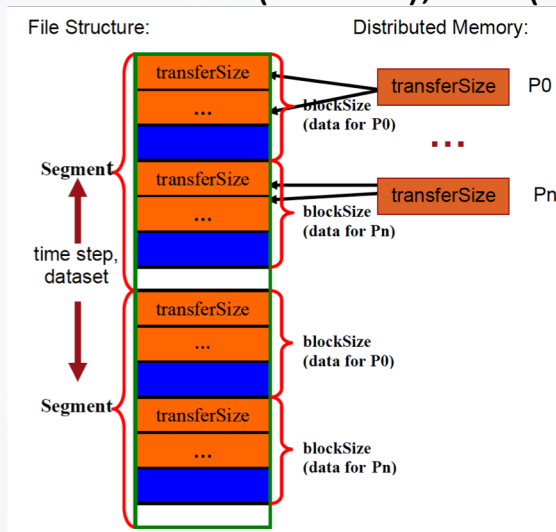 File Structure:
Distributed Memory:
transferSize
...
blockSize
(data for P0)
transferSize
P0
...
Segment
transferSize
...
blockSize
(data for Pn)
transferSize
Pn
time step,
dataset
transferSize
...
blockSize
(data for P0)
Segment
transferSize
...
blockSize
(data for Pn)